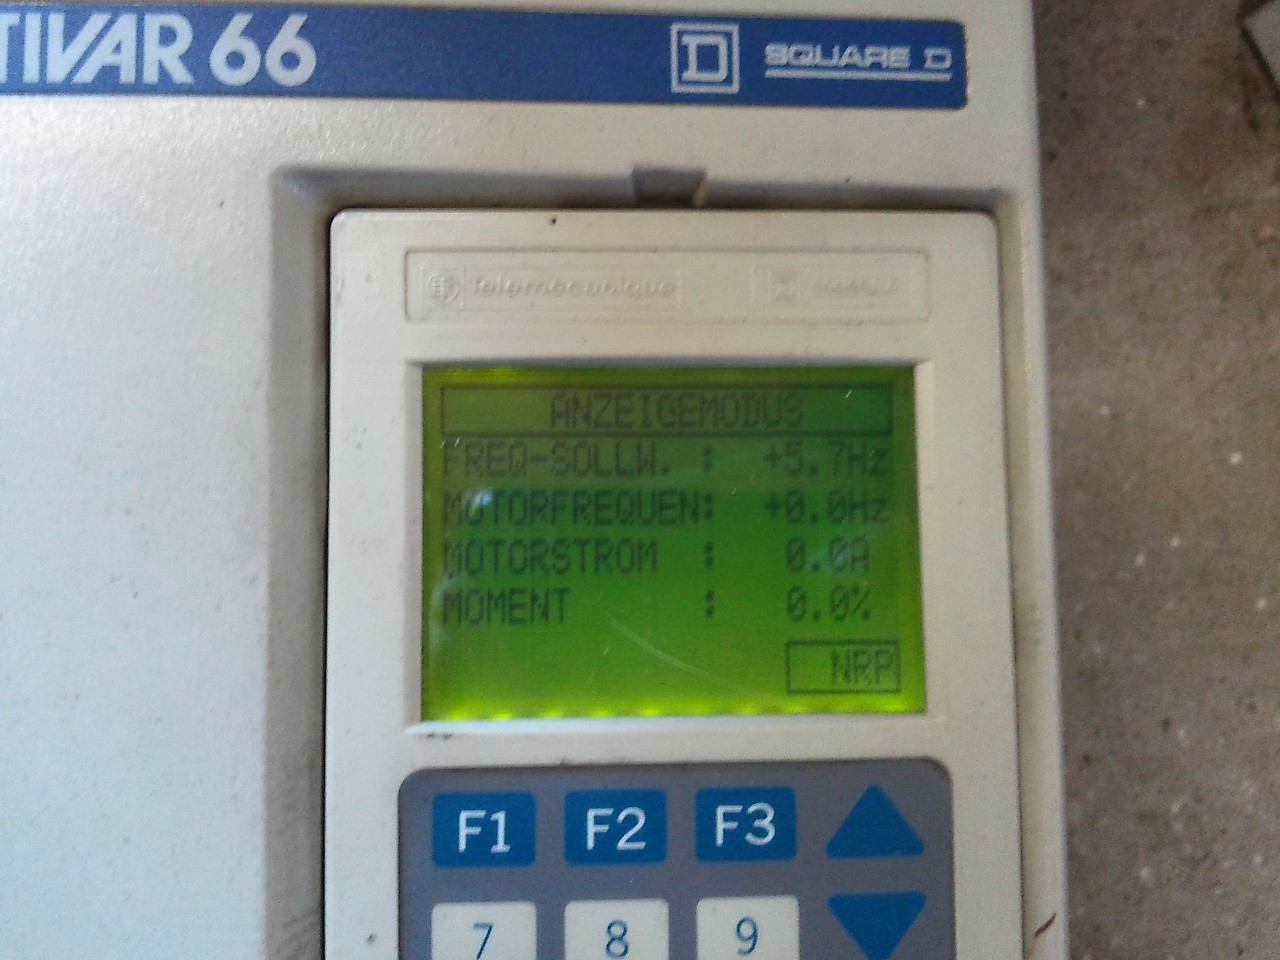 TIVAR 66
D SQUARE D
Telemecanique
ANZEIGEMODUS
FREQ-SOLLW. : +5.7Hz
MOTORFREQUEN: +0.0Hz
MOTORSTROM : 0.0A
MOMENT : 0.0%
NRP
F1 F2 F3
7 8 9